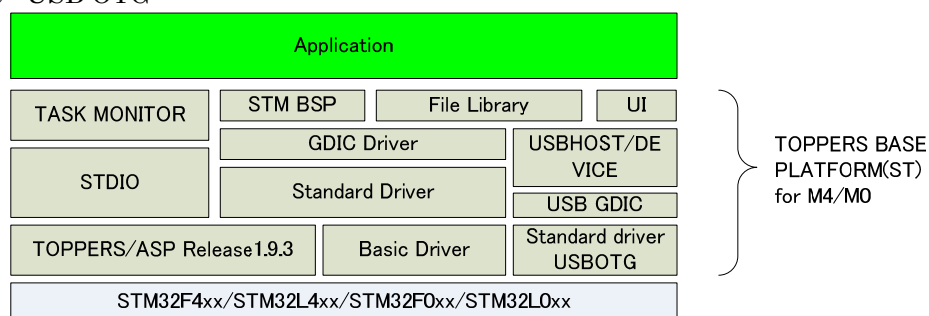 USB OTG
Application
TASK MONITOR
STM BSP
File Library
UI
GDIC Driver
USBHOST/DE
VICE
STDIO
Standard Driver
USB GDIC
TOPPERS/ASP Release1.9.3
Basic Driver
Standard driver
USBOTG
STM32F4xx/STM32L4xx/STM32F0xx/STM32L0xx
TOPPERS BASE
PLATFORM(ST)
for M4/M0